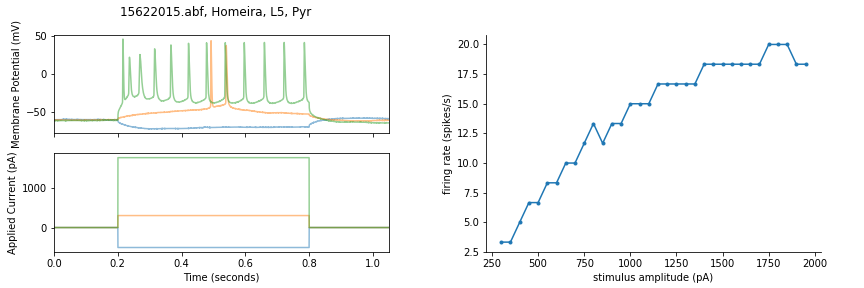 15622015.abf, Homeira, L5, Pyr
Membrane Potential (mV)
50
0
−50
Applied Current (pA)
1000
0
0.0 0.2 0.4 0.6 0.8 1.0
Time (seconds)
firing rate (spikes/s)
20.0
17.5
15.0
12.5
10.0
7.5
5.0
2.5
250 500 750 1000 1250 1500 1750 2000
stimulus amplitude (pA)